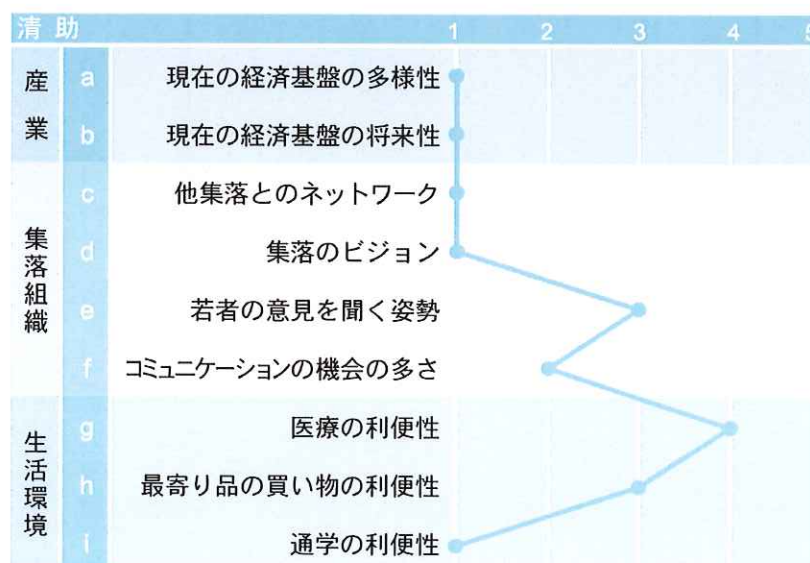 清助 1 2 3 4 5
産業
a 現在の経済基盤の多様性
b 現在の経済基盤の将来性
集落組織
c 他集落とのネットワーク
d 集落のビジョン
e 若者の意見を聞く姿勢
f コミュニケーションの機会の多さ
生活環境
g 医療の利便性
h 最寄り品の買い物の利便性
i 通学の利便性